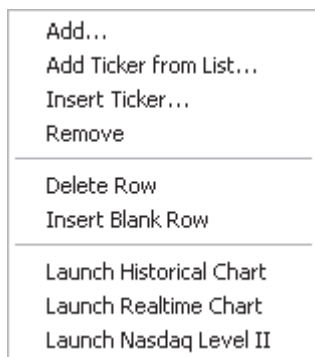 Add...
Add Ticker from List...
Insert Ticker...
Remove
Delete Row
Insert Blank Row
Launch Historical Chart
Launch Realtime Chart
Launch Nasdaq Level II